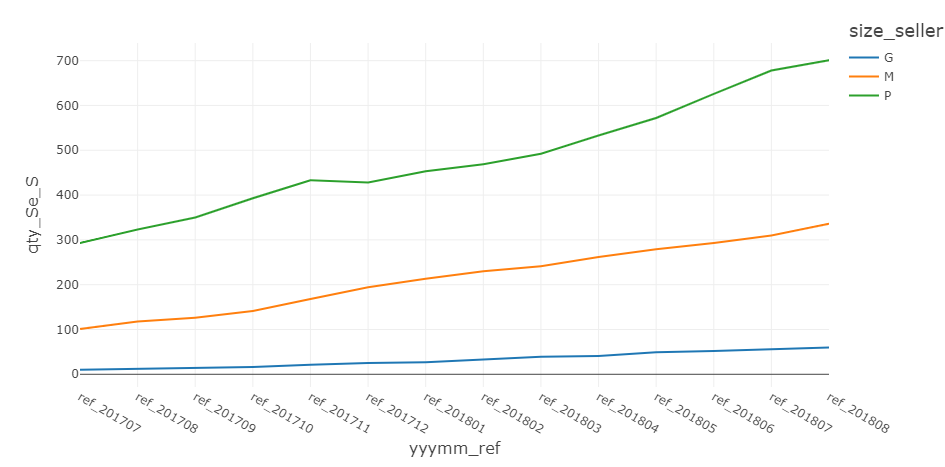 size_seller
G
M
P
qty_Se_S
700
600
500
400
300
200
100
0
ref_201707
ref_201708
ref_201709
ref_201710
ref_201711
ref_201712
ref_201801
ref_201802
ref_201803
ref_201804
ref_201805
ref_201806
ref_201807
ref_201808
yyymm_ref